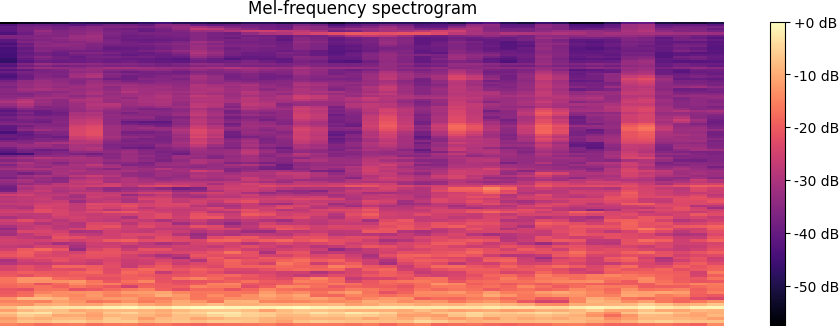 Mel-frequency spectrogram
+0 dB
-10 dB
-20 dB
-30 dB
-40 dB
-50 dB